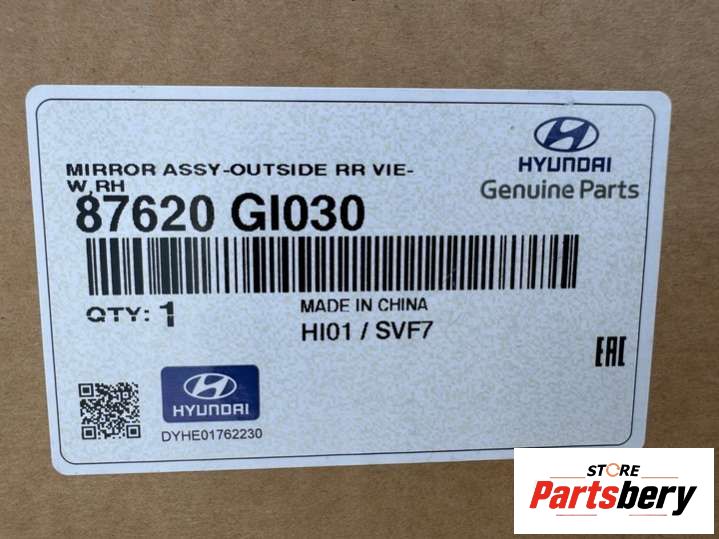 HYUNDAI
Genuine Parts
MIRROR ASSY-OUTSIDE RR VIE-
W,RH
87620 GI030
QTY: 1
MADE IN CHINA
HI01 / SVF7
EAC
HYUNDAI
DYHE01762230
STORE
Partsbery